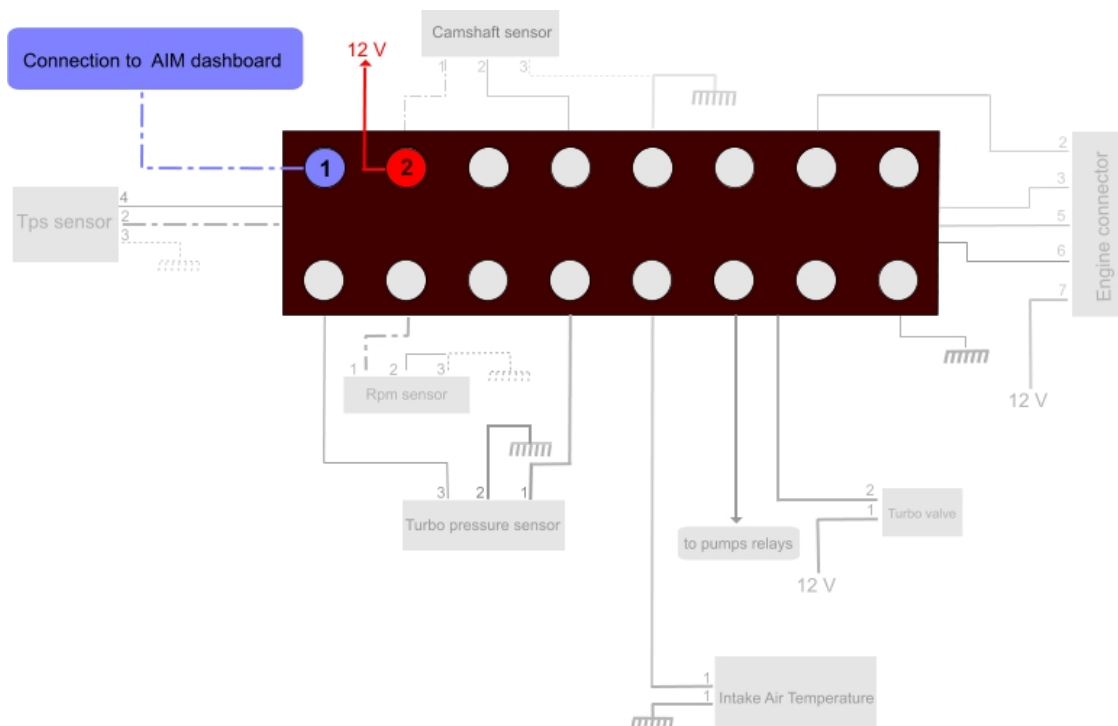 Camshaft sensor
Connection to AIM dashboard
12 V
1 2 3
1 2
2
3
5
6
7
Engine connector
12 V
4
2
3
Tps sensor
1 2 3
Rpm sensor
3 2 1
Turbo pressure sensor
to pumps relays
2
1
Turbo valve
12 V
1
1
Intake Air Temperature